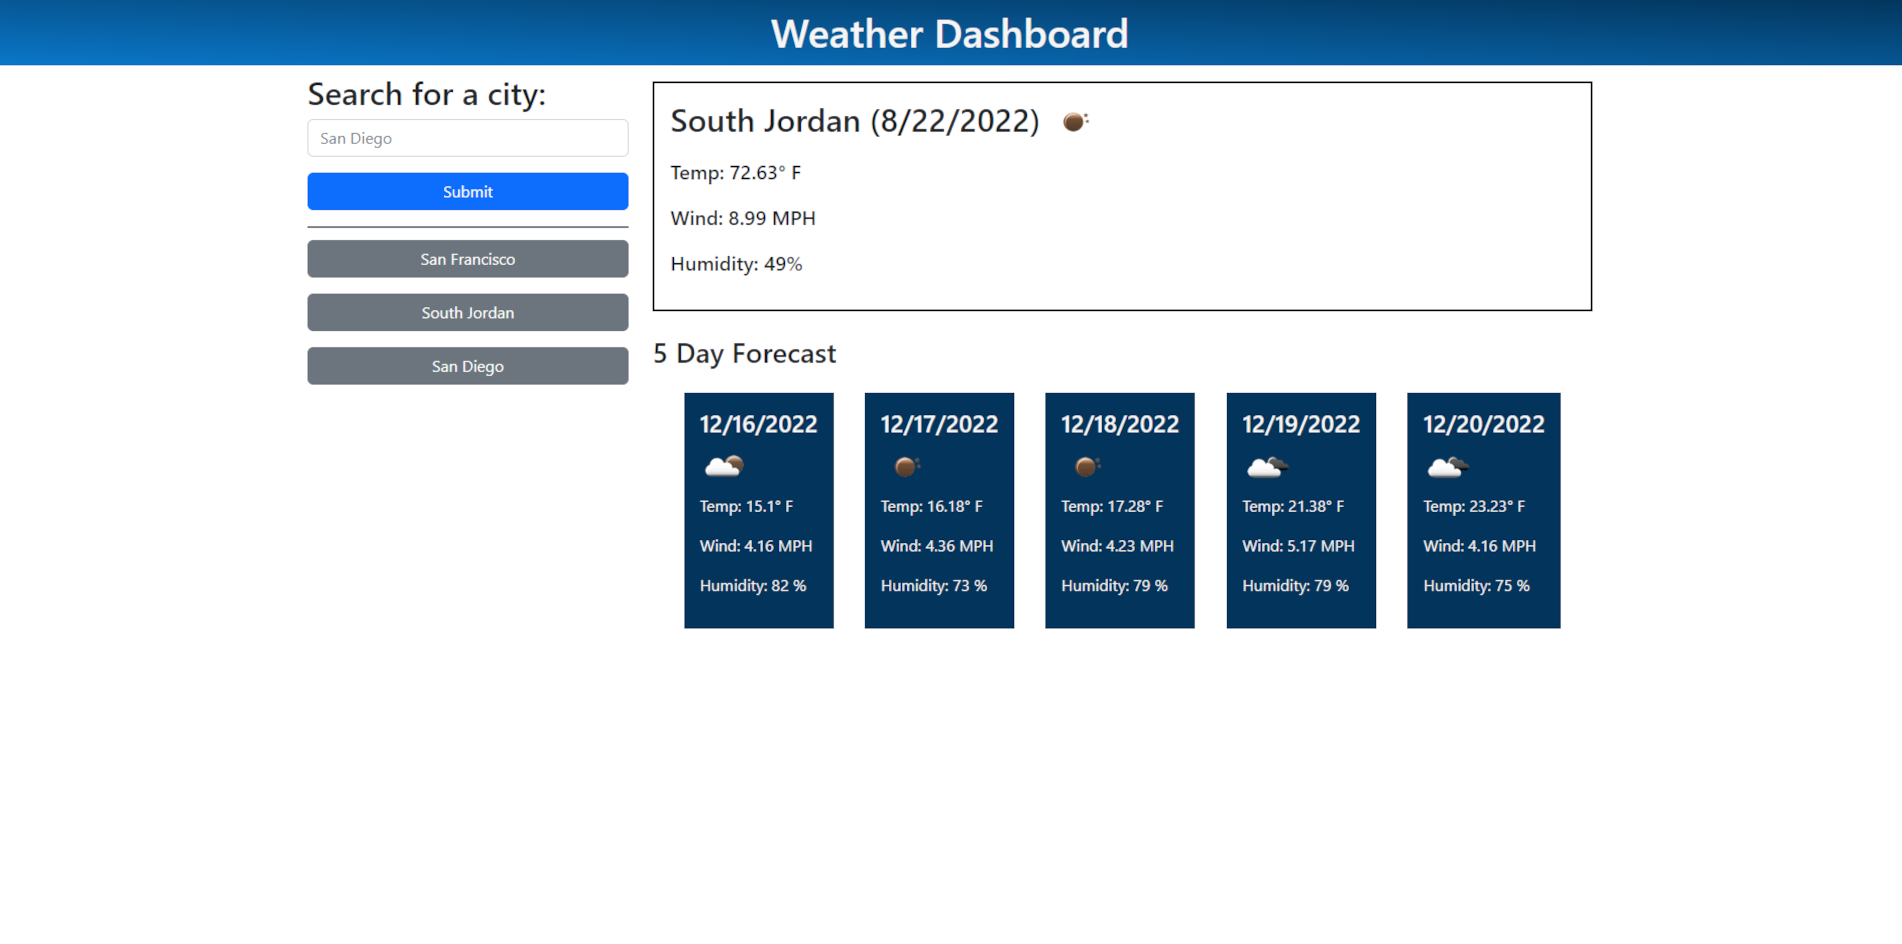 Weather Dashboard
Search for a city:
San Diego
Submit
San Francisco
South Jordan
San Diego
South Jordan (8/22/2022)
Temp: 72.63° F
Wind: 8.99 MPH
Humidity: 49%
5 Day Forecast
12/16/2022
Temp: 15.1° F
Wind: 4.16 MPH
Humidity: 82 %
12/17/2022
Temp: 16.18° F
Wind: 4.36 MPH
Humidity: 73 %
12/18/2022
Temp: 17.28° F
Wind: 4.23 MPH
Humidity: 79 %
12/19/2022
Temp: 21.38° F
Wind: 5.17 MPH
Humidity: 79 %
12/20/2022
Temp: 23.23° F
Wind: 4.16 MPH
Humidity: 75 %